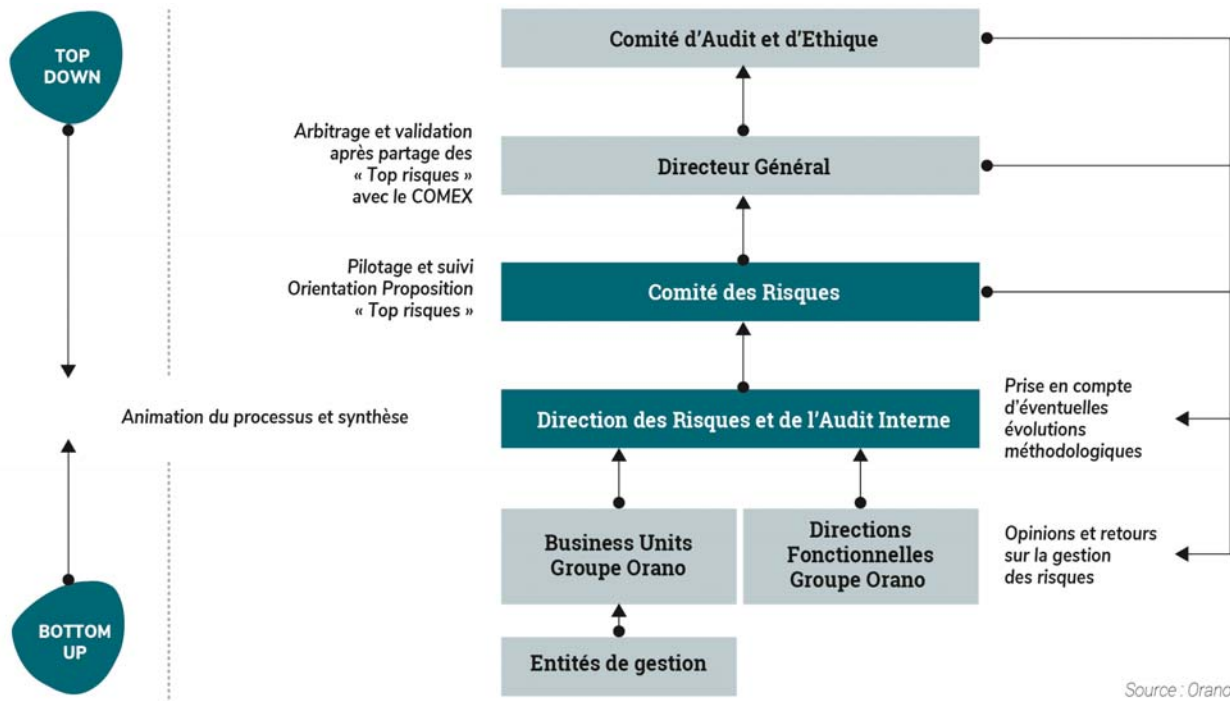 TOP
DOWN
Comité d'Audit et d'Ethique
Arbitrage et validation
après partage des
« Top risques »
avec le COMEX
Directeur Général
Pilotage et suivi
Orientation Proposition
« Top risques »
Comité des Risques
Animation du processus et synthèse
Direction des Risques et de l'Audit Interne
Prise en compte
d'éventuelles
évolutions
méthodologiques
Business Units
Groupe Orano
Directions
Fonctionnelles
Groupe Orano
Opinions et retours
sur la gestion
des risques
BOTTOM
UP
Entités de gestion
Source : Orano